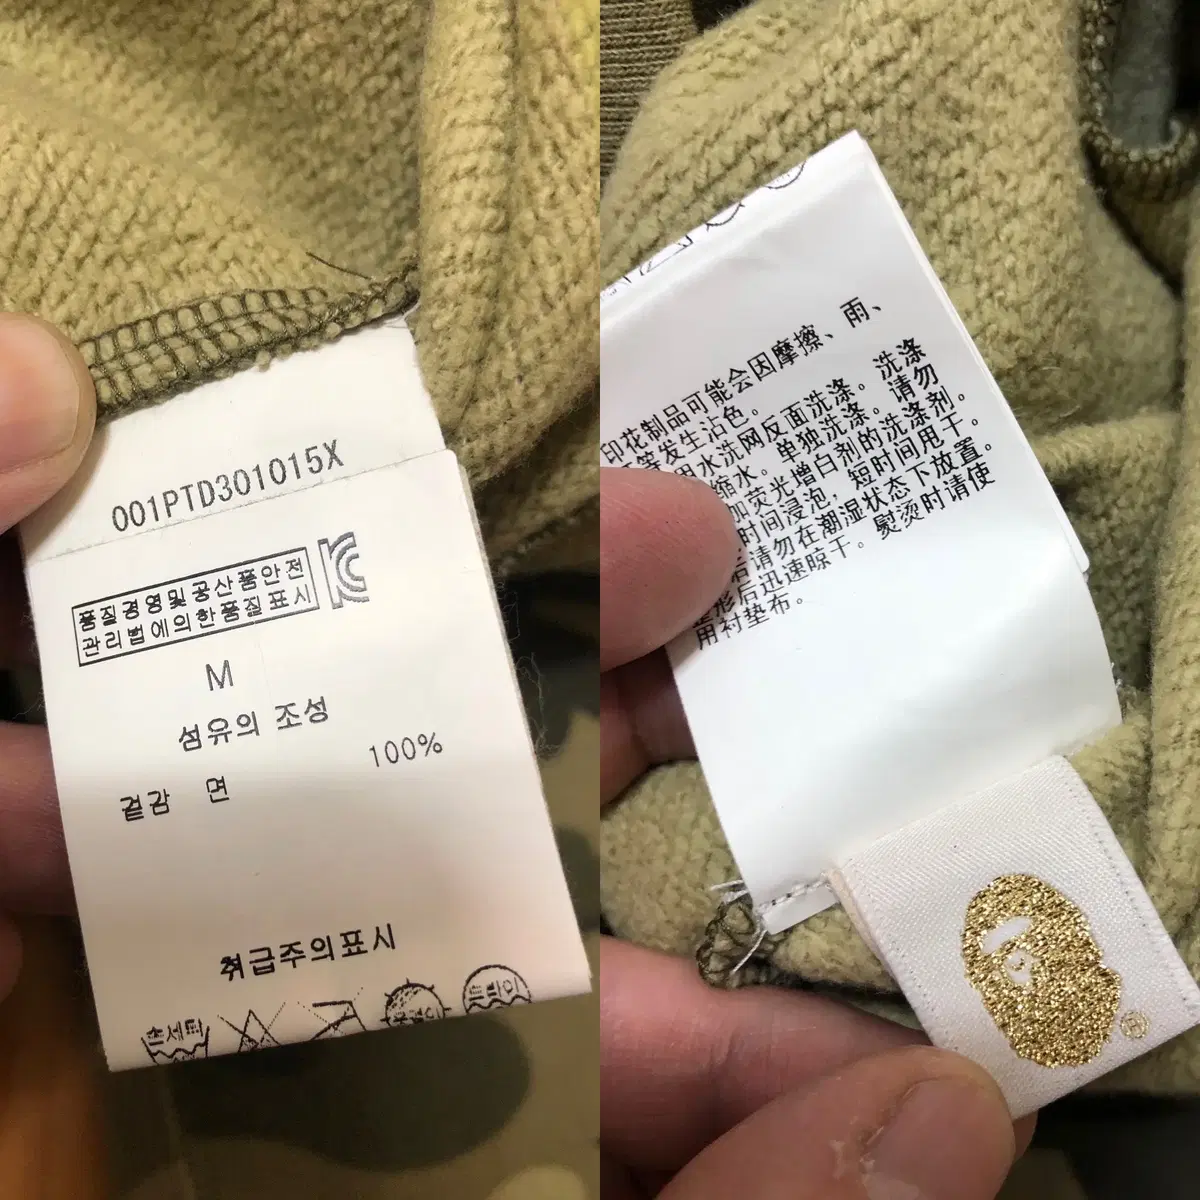 001PTD301015X
품질경영및공산품안전
관리법에의한품질표시
M
섬유의 조성
100%
겉감 면
취급주의표시
손세탁
드라이
印花制品可能会因摩擦、雨、
等发生沾色。
用水洗网反面洗涤。洗涤
缩水。单独洗涤。请勿
加荧光增白剂的洗涤剂。
时间浸泡，短时间甩干。
后请勿在潮湿状态下放置。
整形后迅速晾干。熨烫时请使
用衬垫布。